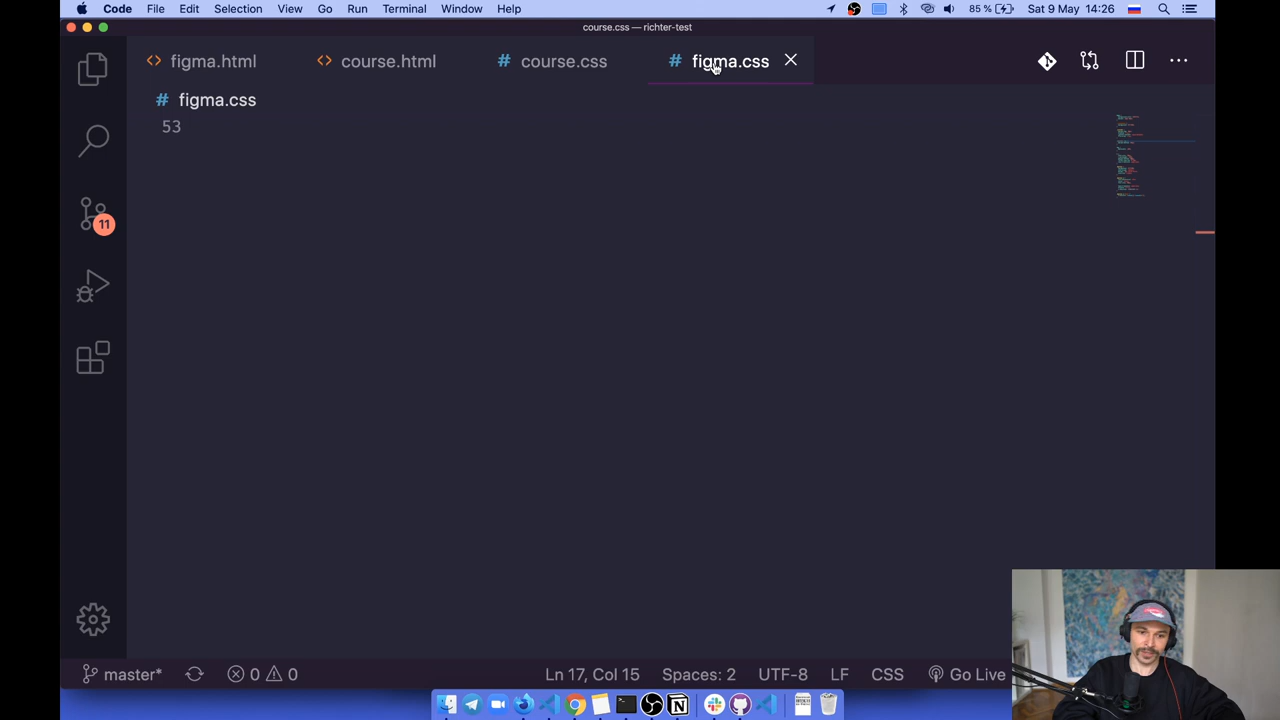 Code File Edit Selection View Go Run Terminal Window Help 85 % Sat 9 May 14:26
course.css — richter-test
figma.html course.html # course.css # figma.css
# figma.css
53
11
master* 0 0 Ln 17, Col 15 Spaces: 2 UTF-8 LF CSS Go Live